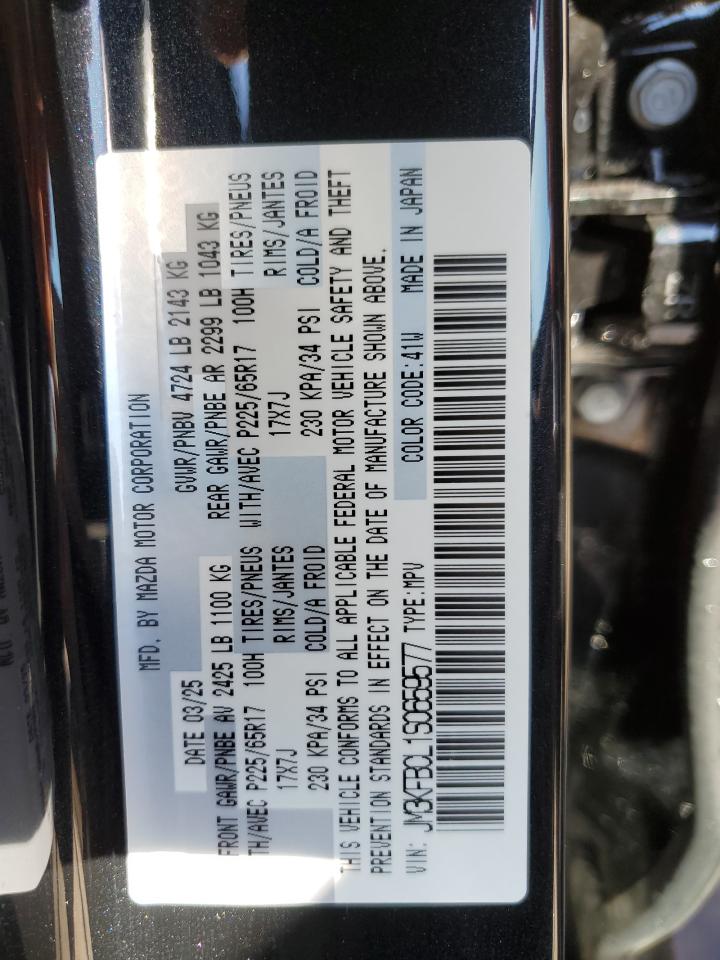 MFD. BY MAZDA MOTOR CORPORATION
DATE 03/25 GVWR/PNBV 4724 LB 2143 KG
FRONT GAWR/PNBE AV 2425 LB 1100 KG REAR GAWR/PNBE AR 2299 LB 1043 KG
TH/AVEC P225/65R17 100H TIRES/PNEUS WITH/AVEC P225/65R17 100H TIRES/PNEUS
17X7J RIMS/JANTES 17X7J RIMS/JANTES
230 KPA/34 PSI COLD/A FROID 230 KPA/34 PSI COLD/A FROID
THIS VEHICLE CONFORMS TO ALL APPLICABLE FEDERAL MOTOR VEHICLE SAFETY AND THEFT
PREVENTION STANDARDS IN EFFECT ON THE DATE OF MANUFACTURE SHOWN ABOVE.
VIN: JM3KFBCL1S0659577 TYPE:MPV COLOR CODE:41W MADE IN JAPAN